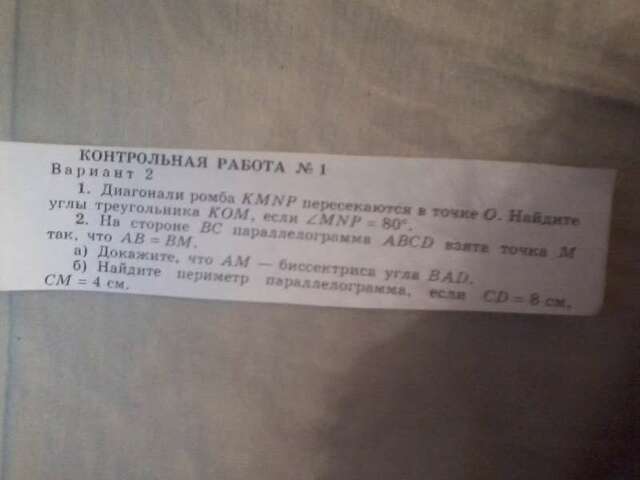 КОНТРОЛЬНАЯ РАБОТА № 1
Вариант 2
1. Диагонали ромба KMNP пересекаются в точке O. Найдите
углы треугольника KOM, если ∠MNP = 80°.
2. На стороне BC параллелограмма ABCD взята точка M
так, что AB = BM.
а) Докажите, что AM — биссектриса угла BAD.
б) Найдите периметр параллелограмма, если CD = 8 см,
CM = 4 см.